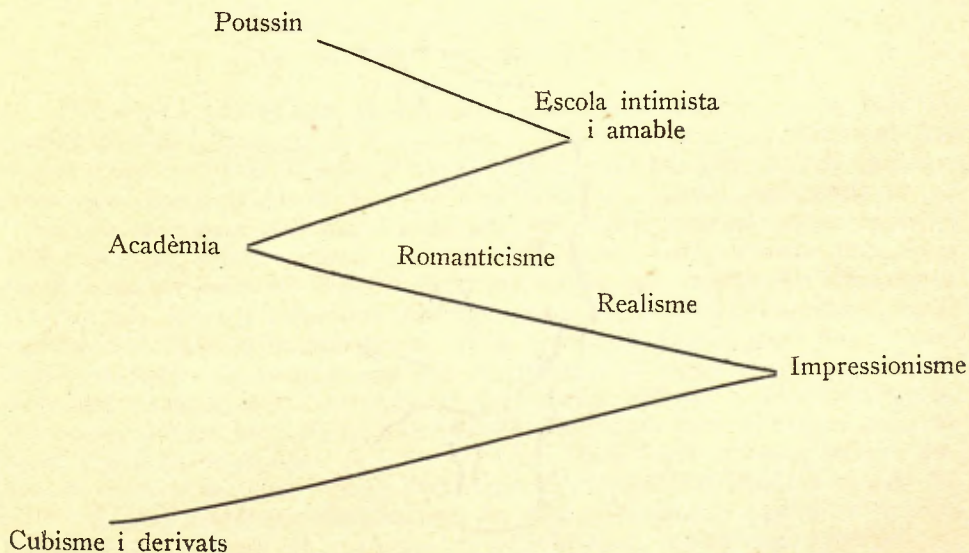 Poussin
Escola intimista
i amable
Acadèmia
Romanticisme
Realisme
Impressionisme
Cubisme i derivats